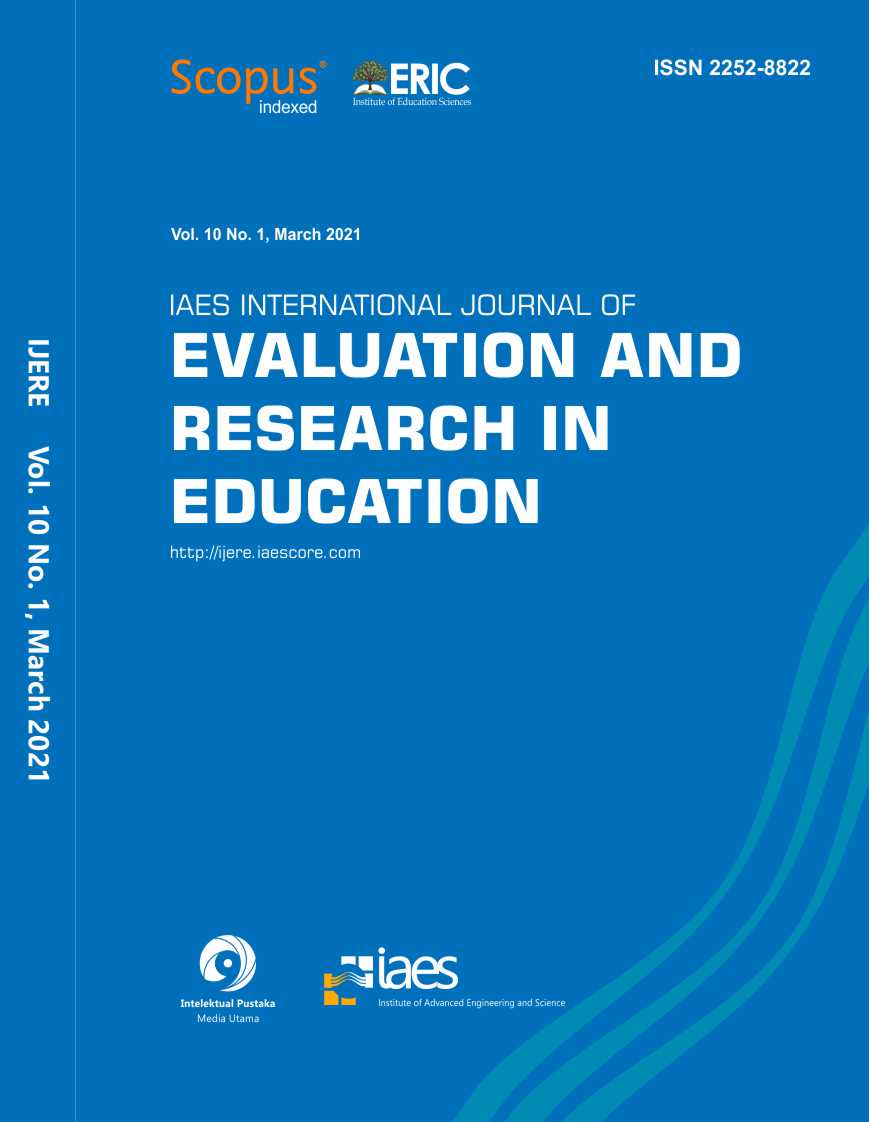 Scopus®
indexed
ERIC
Institute of Education Sciences
ISSN 2252-8822
Vol. 10 No. 1, March 2021
IAES INTERNATIONAL JOURNAL OF
EVALUATION AND
RESEARCH IN
EDUCATION
http://ijere.iaescore.com
IJERE Vol. 10 No. 1, March 2021
Intelektual Pustaka
Media Utama
iaes
Institute of Advanced Engineering and Science